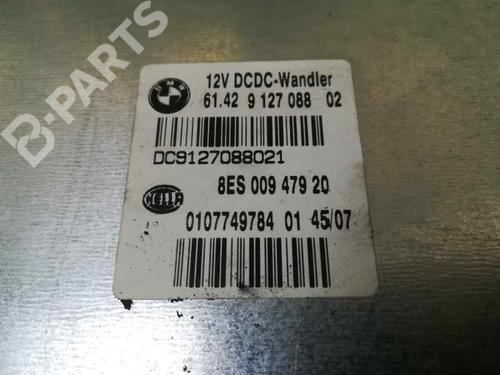 B-PARTS
BMW
12V DCDC-Wandler
61.42 9 127 088 02
DC9127088021
8ES 009 479 20
HELLA
0107749784 01 45/07